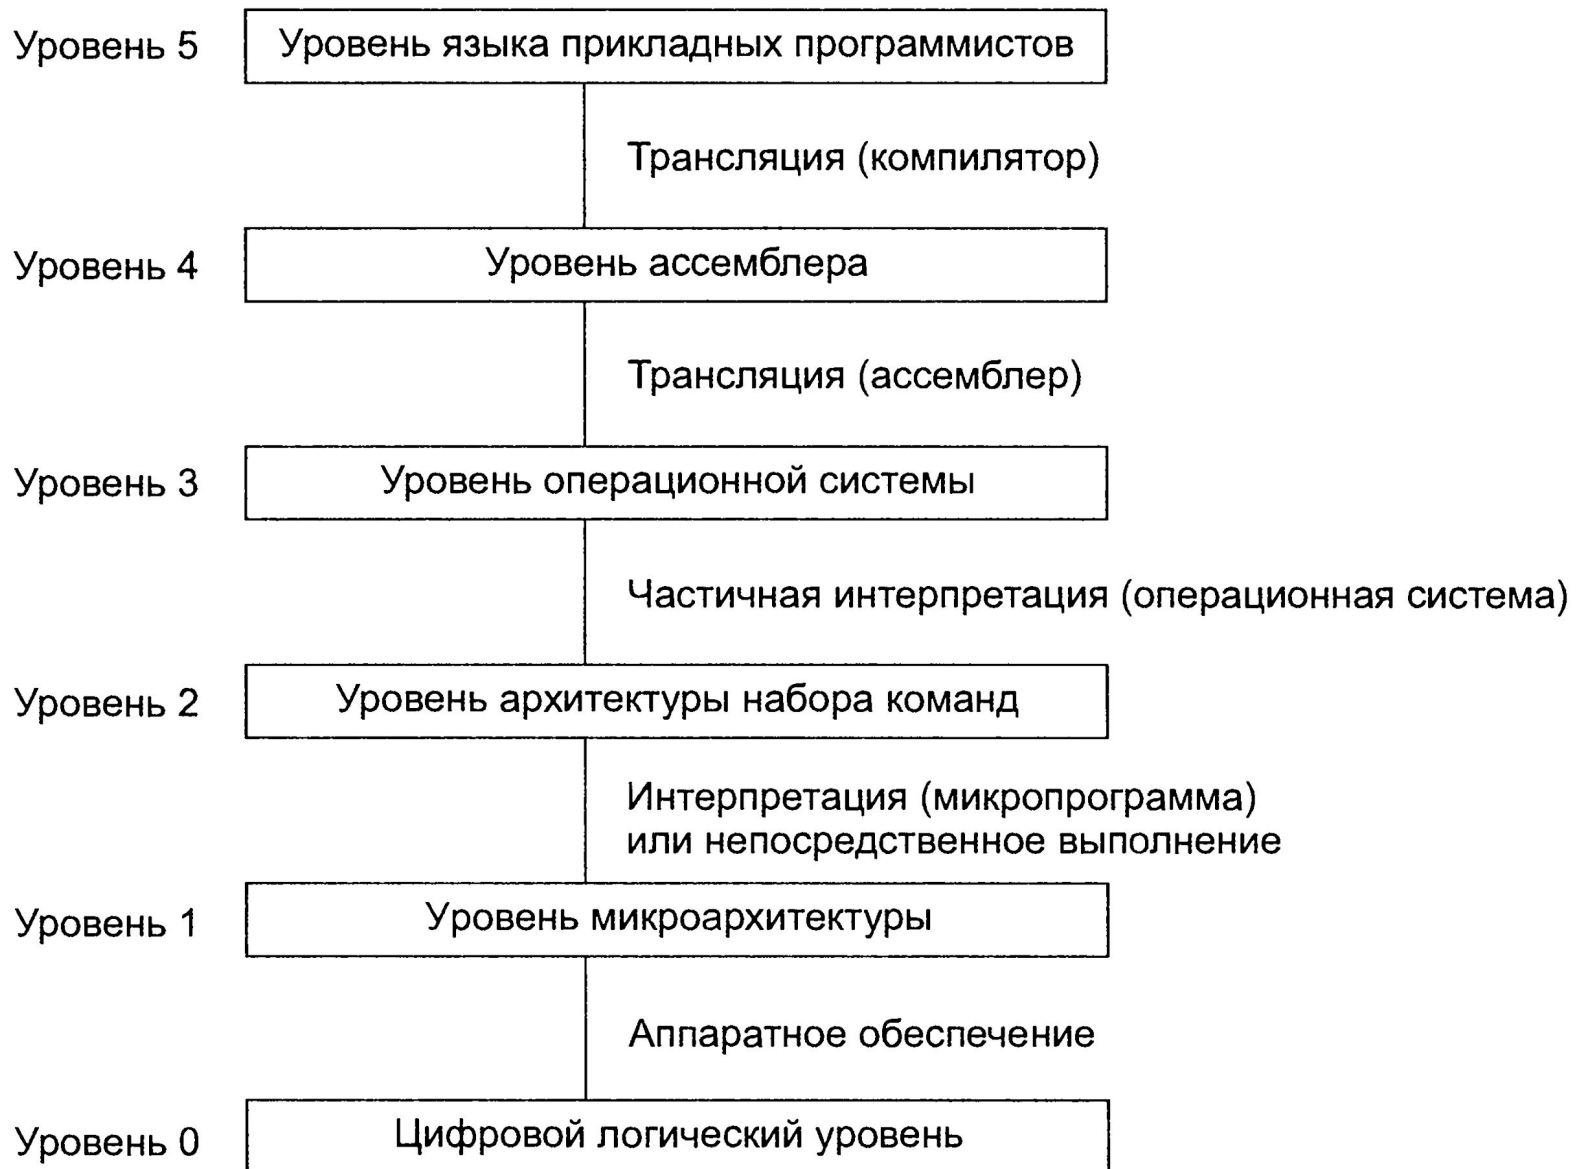 Уровень 5
Уровень языка прикладных программистов
Трансляция (компилятор)
Уровень 4
Уровень ассемблера
Трансляция (ассемблер)
Уровень 3
Уровень операционной системы
Частичная интерпретация (операционная система)
Уровень 2
Уровень архитектуры набора команд
Интерпретация (микропрограмма)
или непосредственное выполнение
Уровень 1
Уровень микроархитектуры
Аппаратное обеспечение
Уровень 0
Цифровой логический уровень